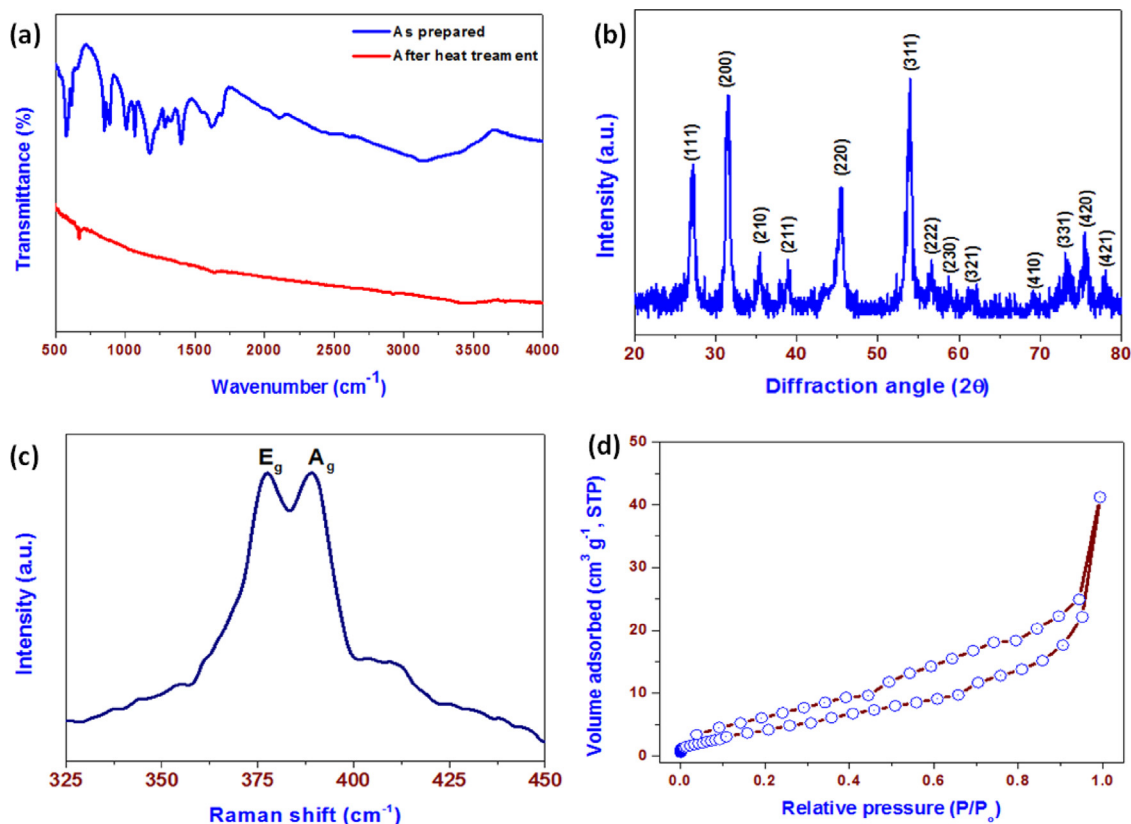 (a)
As prepared
After heat treament
Transmittance (%)
500 1000 1500 2000 2500 3000 3500 4000
Wavenumber (cm⁻¹)
(b)
(111)
(200)
(210)
(211)
(220)
(311)
(222)
(230)
(321)
(410)
(331)
(420)
(421)
Intensity (a.u.)
20 30 40 50 60 70 80
Diffraction angle (2θ)
(c)
E_g A_g
Intensity (a.u.)
325 350 375 400 425 450
Raman shift (cm⁻¹)
(d)
50
40
30
20
10
0
Volume adsorbed (cm³ g⁻¹, STP)
0.0 0.2 0.4 0.6 0.8 1.0
Relative pressure (P/Pₒ)